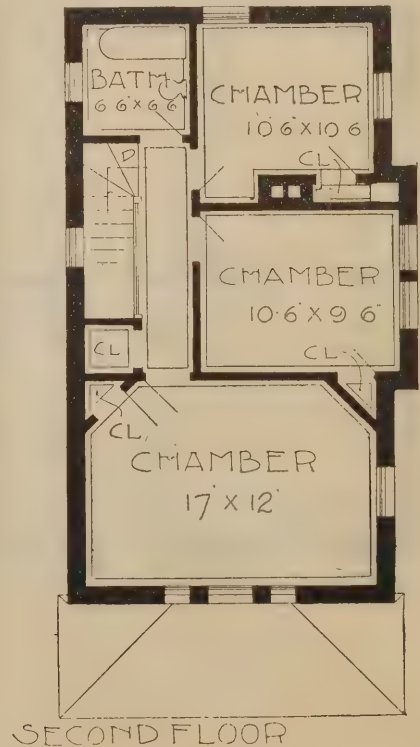 BATH
6'6"×6'6"
CHAMBER
10'6"×10'6"
CL
D
CHAMBER
10'6"×9'6"
CL
CL
CL.
CHAMBER
17'×12'
SECOND FLOOR